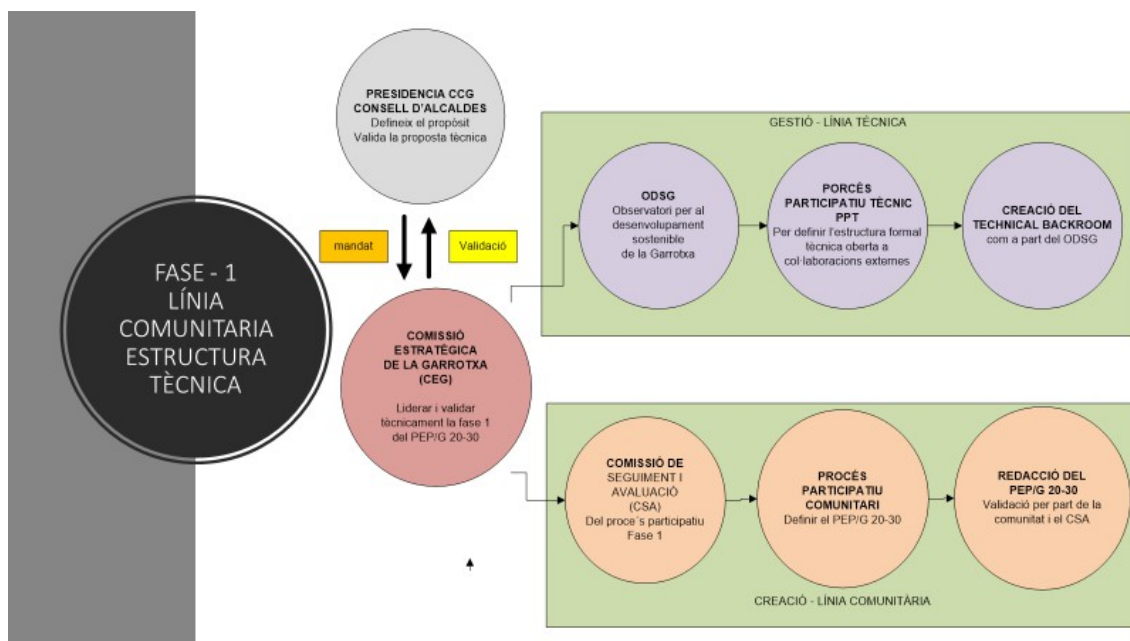 FASE - 1
LÍNIA
COMUNITARIA
ESTRUCTURA
TÈCNICA
PRESIDENCIA CCG
CONSELL D'ALCALDES
Defineix el propòsit
Valida la proposta tècnica
mandat
Validació
COMISSIÓ
ESTRATÈGICA
DE LA GARROTXA
(CEG)
Liderar i validar
tècnicament la fase 1
del PEP/G 20-30
GESTIÓ - LÍNIA TÈCNICA
ODSG
Observatori per al
desenvolupament
sostenible
de la Garrotxa
PORCÉS
PARTICIPATIU TÈCNIC
PPT
Per definir l'estructura formal
tècnica oberta a
col·laboracions externes
CREACIÓ DEL
TECHNICAL BACKROOM
com a part del ODSG
COMISSIÓ DE
SEGUIMENT I
AVALUACIÓ
(CSA)
Del proce´s participatiu
Fase 1
PROCÉS
PARTICIPATIU
COMUNITARI
Definir el PEP/G 20-30
REDACCIÓ DEL
PEP/G 20-30
Validació per part de la
comunitat i el CSA
CREACIÓ - LÍNIA COMUNITÀRIA